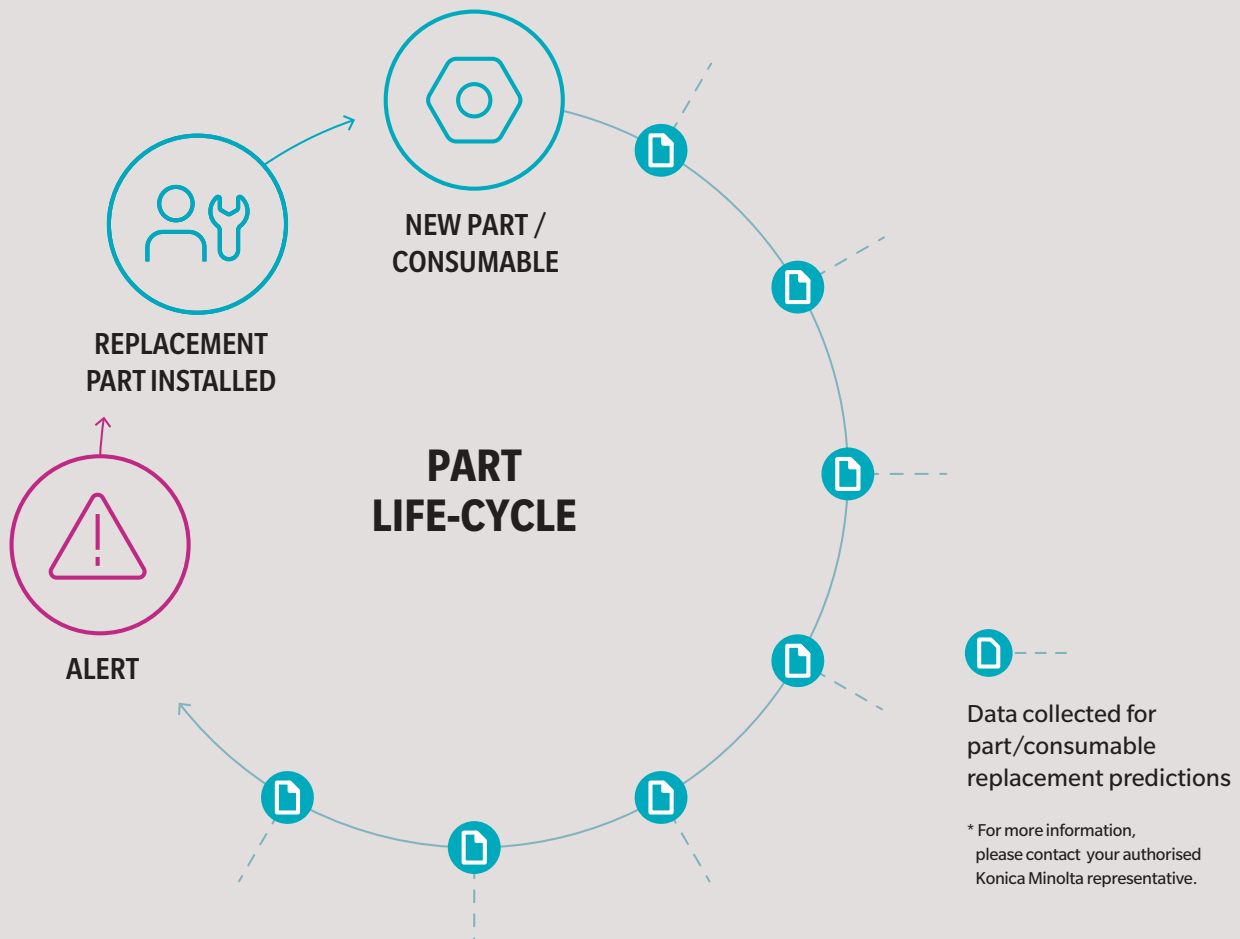 NEW PART /
CONSUMABLE
REPLACEMENT
PART INSTALLED
PART
LIFE-CYCLE
ALERT
Data collected for
part/consumable
replacement predictions
* For more information,
please contact your authorised
Konica Minolta representative.